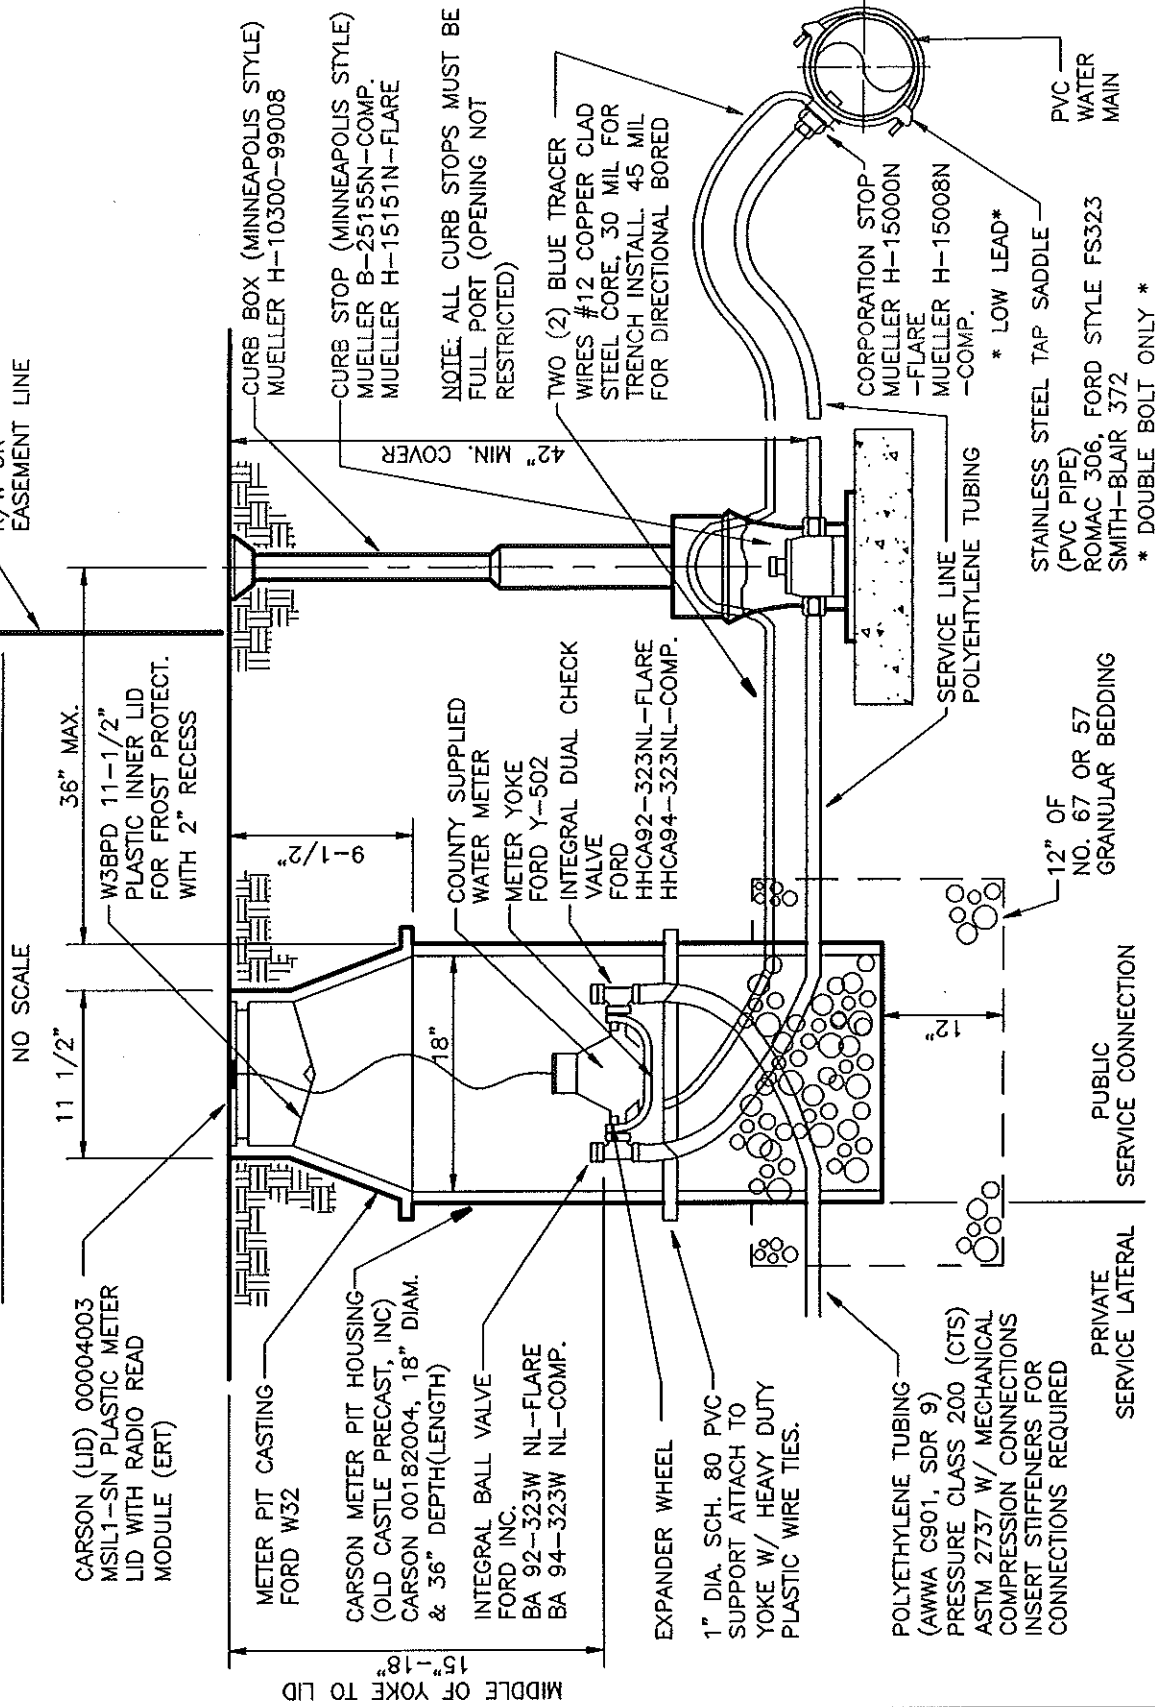 NO SCALE
R/W OR
EASEMENT LINE
CARSON (LID) 00004003
MSIL1-SN PLASTIC METER
LID WITH RADIO READ
MODULE (ERT)
11 1/2"
36" MAX.
W3BPD 11-1/2"
PLASTIC INNER LID
FOR FROST PROTECT.
WITH 2" RECESS
CURB BOX (MINNEAPOLIS STYLE)
MUELLER H-10300-99008
CURB STOP (MINNEAPOLIS STYLE)
MUELLER B-25155N-COMP.
MUELLER H-15151N-FLARE
NOTE: ALL CURB STOPS MUST BE
FULL PORT (OPENING NOT
RESTRICTED)
TWO (2) BLUE TRACER
WIRES #12 COPPER CLAD
STEEL CORE, 30 MIL FOR
TRENCH INSTALL. 45 MIL
FOR DIRECTIONAL BORED
METER PIT CASTING
FORD W32
CARSON METER PIT HOUSING
(OLD CASTLE PRECAST, INC)
CARSON 00182004, 18" DIAM.
& 36" DEPTH(LENGTH)
INTEGRAL BALL VALVE
FORD INC.
BA 92-323W NL-FLARE
BA 94-323W NL-COMP.
MIDDLE OF YOKE TO LID
15"-18"
9-1/2"
18"
42" MIN. COVER
COUNTY SUPPLIED
WATER METER
METER YOKE
FORD Y-502
INTEGRAL DUAL CHECK
VALVE
FORD
HHCA92-323NL-FLARE
HHCA94-323NL-COMP.
EXPANDER WHEEL
1" DIA. SCH. 80 PVC
SUPPORT ATTACH TO
YOKE W/ HEAVY DUTY
PLASTIC WIRE TIES.
CORPORATION STOP
MUELLER H-15000N
-FLARE
MUELLER H-15008N
-COMP.
* LOW LEAD*
PVC
WATER
MAIN
SERVICE LINE
POLYEHTYLENE TUBING
STAINLESS STEEL TAP SADDLE
(PVC PIPE)
ROMAC 306, FORD STYLE FS323
SMITH-BLAIR 372
* DOUBLE BOLT ONLY *
12"
12" OF
NO. 67 OR 57
GRANULAR BEDDING
POLYETHYLENE TUBING
(AWWA C901, SDR 9)
PRESSURE CLASS 200 (CTS)
ASTM 2737 W/ MECHANICAL
COMPRESSION CONNECTIONS
INSERT STIFFENERS FOR
CONNECTIONS REQUIRED
PRIVATE
SERVICE LATERAL
PUBLIC
SERVICE CONNECTION